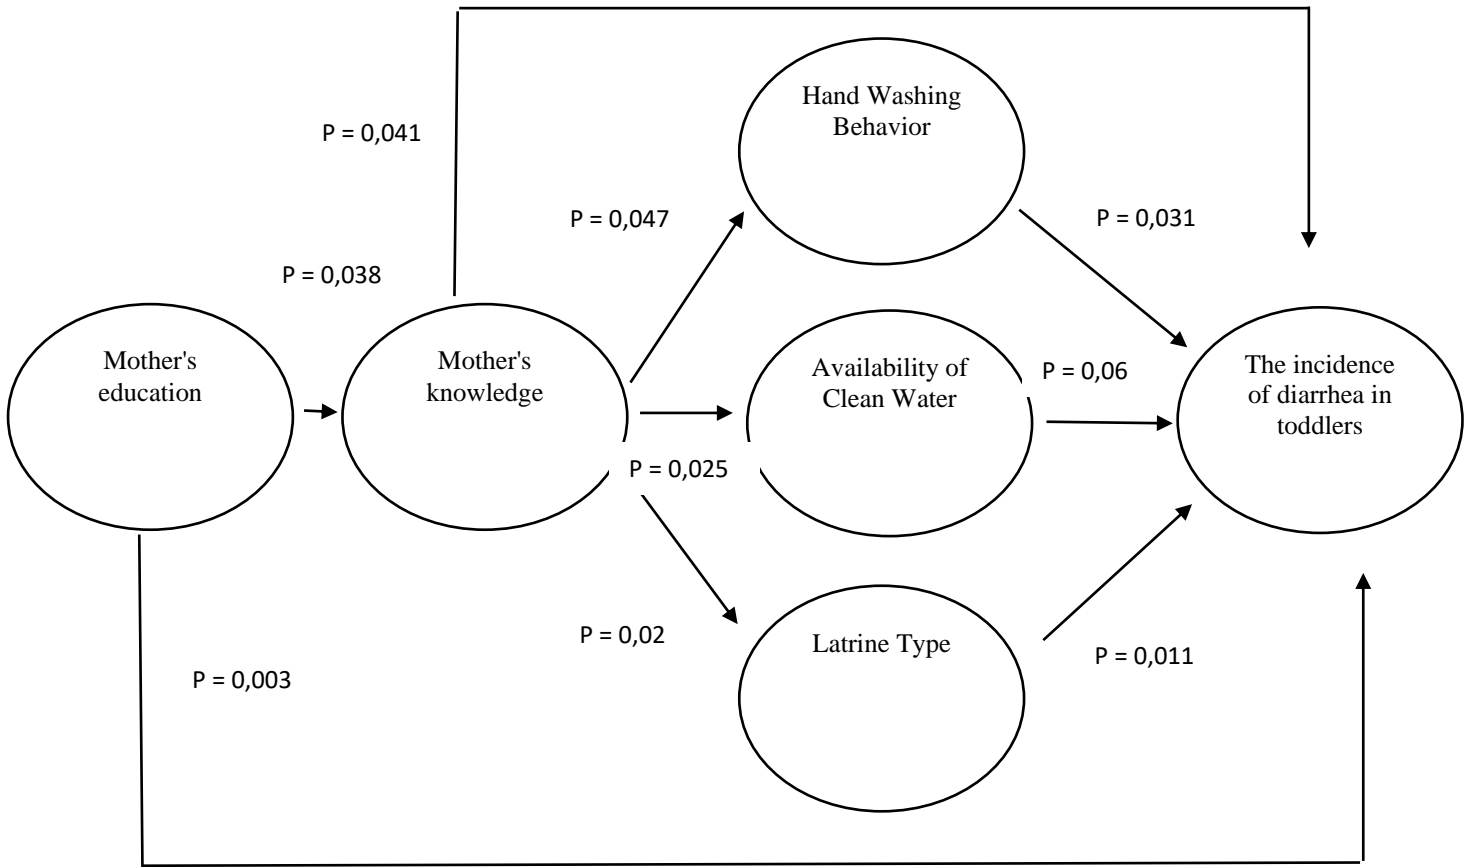 Hand Washing
Behavior
P = 0,041
P = 0,047
P = 0,031
P = 0,038
Mother's
education
Mother's
knowledge
Availability of
Clean Water
P = 0,06
The incidence
of diarrhea in
toddlers
P = 0,025
P = 0,02
Latrine Type
P = 0,011
P = 0,003